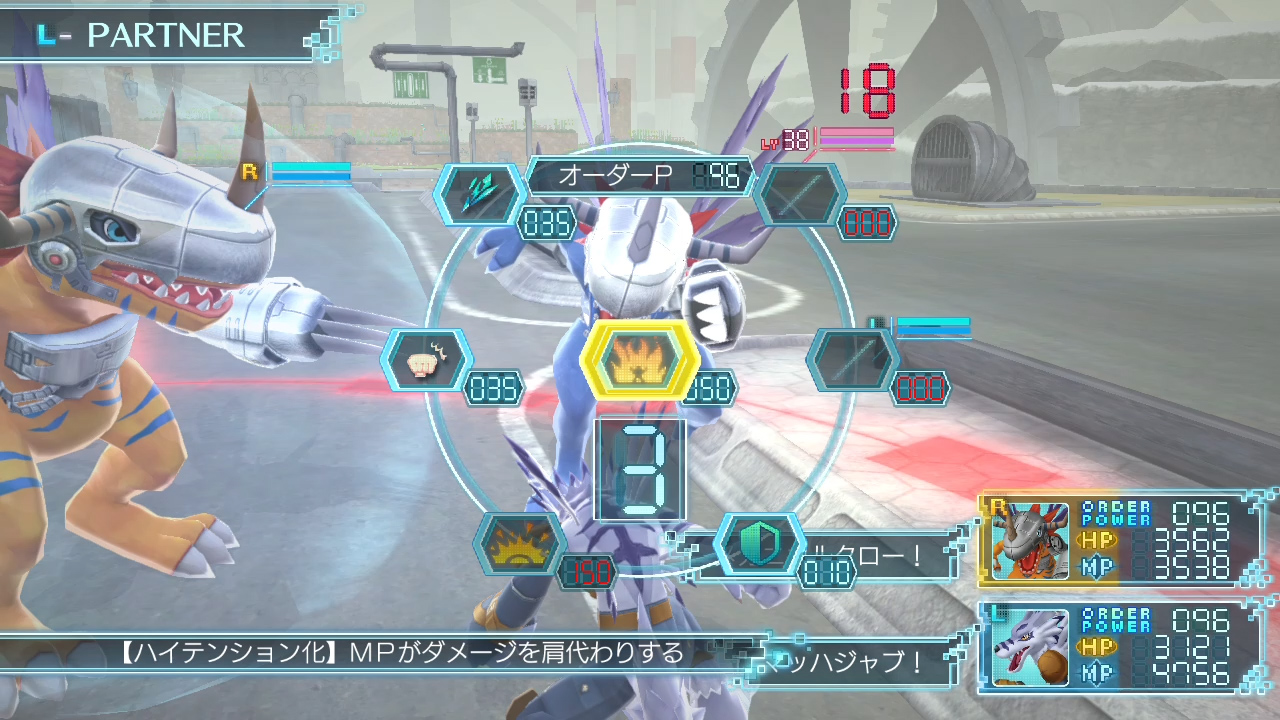 L- PARTNER
18
LV 38
R
オーダーP 96
035
000
035
050
000
L
3
150
010
ルクロー！
【ハイテンション化】MPがダメージを肩代わりする
ッハジャブ！
R
ORDER POWER 096
HP 3562
MP 3538
L
ORDER POWER 096
HP 3121
MP 4756